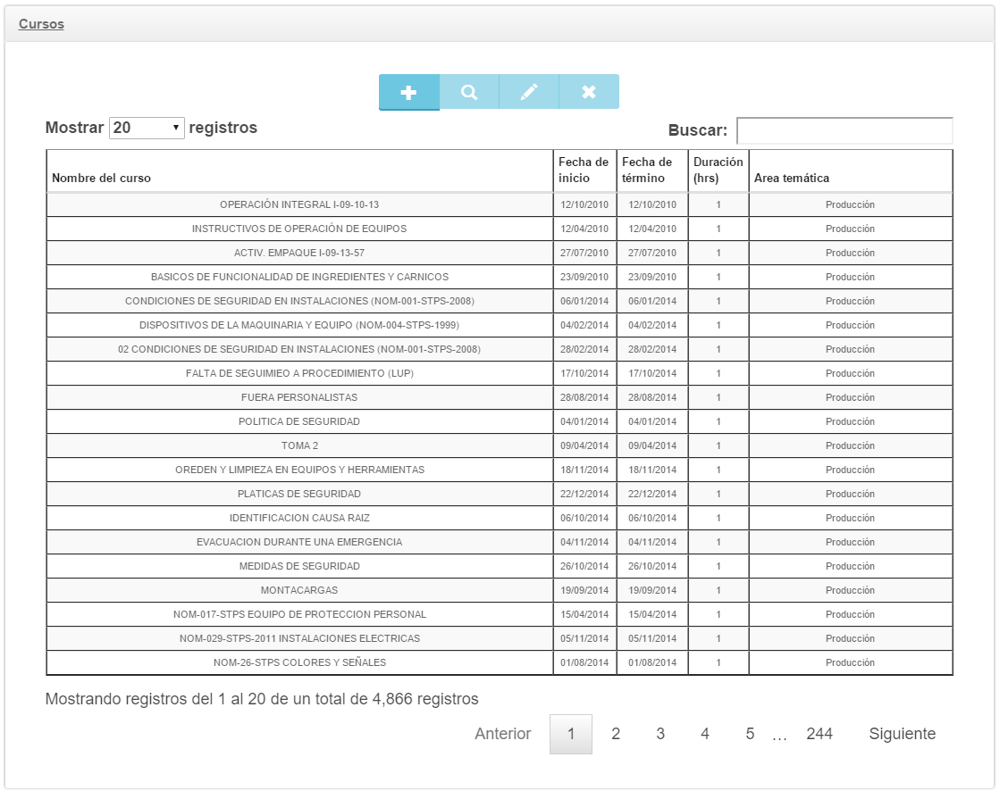 Cursos
Mostrar 20 registros Buscar:
Nombre del curso Fecha de inicio Fecha de término Duración (hrs) Area temática
OPERACIÓN INTEGRAL I-09-10-13 12/10/2010 12/10/2010 1 Producción
INSTRUCTIVOS DE OPERACIÓN DE EQUIPOS 12/04/2010 12/04/2010 1 Producción
ACTIV. EMPAQUE I-09-13-57 27/07/2010 27/07/2010 1 Producción
BASICOS DE FUNCIONALIDAD DE INGREDIENTES Y CARNICOS 23/09/2010 23/09/2010 1 Producción
CONDICIONES DE SEGURIDAD EN INSTALACIONES (NOM-001-STPS-2008) 06/01/2014 06/01/2014 1 Producción
DISPOSITIVOS DE LA MAQUINARIA Y EQUIPO (NOM-004-STPS-1999) 04/02/2014 04/02/2014 1 Producción
02 CONDICIONES DE SEGURIDAD EN INSTALACIONES (NOM-001-STPS-2008) 28/02/2014 28/02/2014 1 Producción
FALTA DE SEGUIMIEO A PROCEDIMIENTO (LUP) 17/10/2014 17/10/2014 1 Producción
FUERA PERSONALISTAS 28/08/2014 28/08/2014 1 Producción
POLITICA DE SEGURIDAD 04/01/2014 04/01/2014 1 Producción
TOMA 2 09/04/2014 09/04/2014 1 Producción
OREDEN Y LIMPIEZA EN EQUIPOS Y HERRAMIENTAS 18/11/2014 18/11/2014 1 Producción
PLATICAS DE SEGURIDAD 22/12/2014 22/12/2014 1 Producción
IDENTIFICACION CAUSA RAIZ 06/10/2014 06/10/2014 1 Producción
EVACUACION DURANTE UNA EMERGENCIA 04/11/2014 04/11/2014 1 Producción
MEDIDAS DE SEGURIDAD 26/10/2014 26/10/2014 1 Producción
MONTACARGAS 19/09/2014 19/09/2014 1 Producción
NOM-017-STPS EQUIPO DE PROTECCION PERSONAL 15/04/2014 15/04/2014 1 Producción
NOM-029-STPS-2011 INSTALACIONES ELECTRICAS 05/11/2014 05/11/2014 1 Producción
NOM-26-STPS COLORES Y SEÑALES 01/08/2014 01/08/2014 1 Producción
Mostrando registros del 1 al 20 de un total de 4,866 registros
Anterior 1 2 3 4 5 … 244 Siguiente